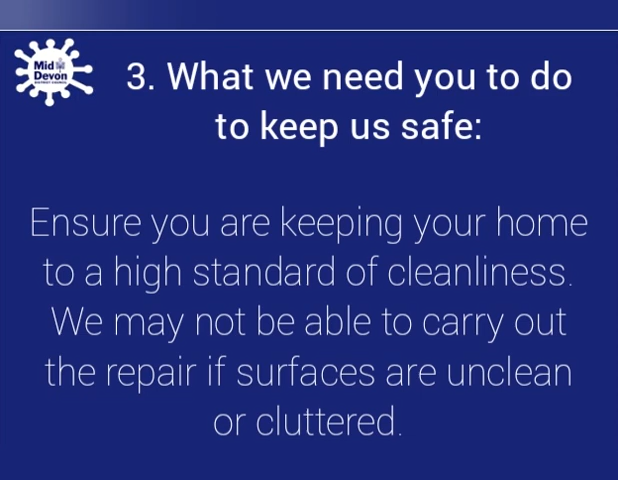 Mid
Devon
DISTRICT COUNCIL
3. What we need you to do
to keep us safe:
Ensure you are keeping your home
to a high standard of cleanliness.
We may not be able to carry out
the repair if surfaces are unclean
or cluttered.